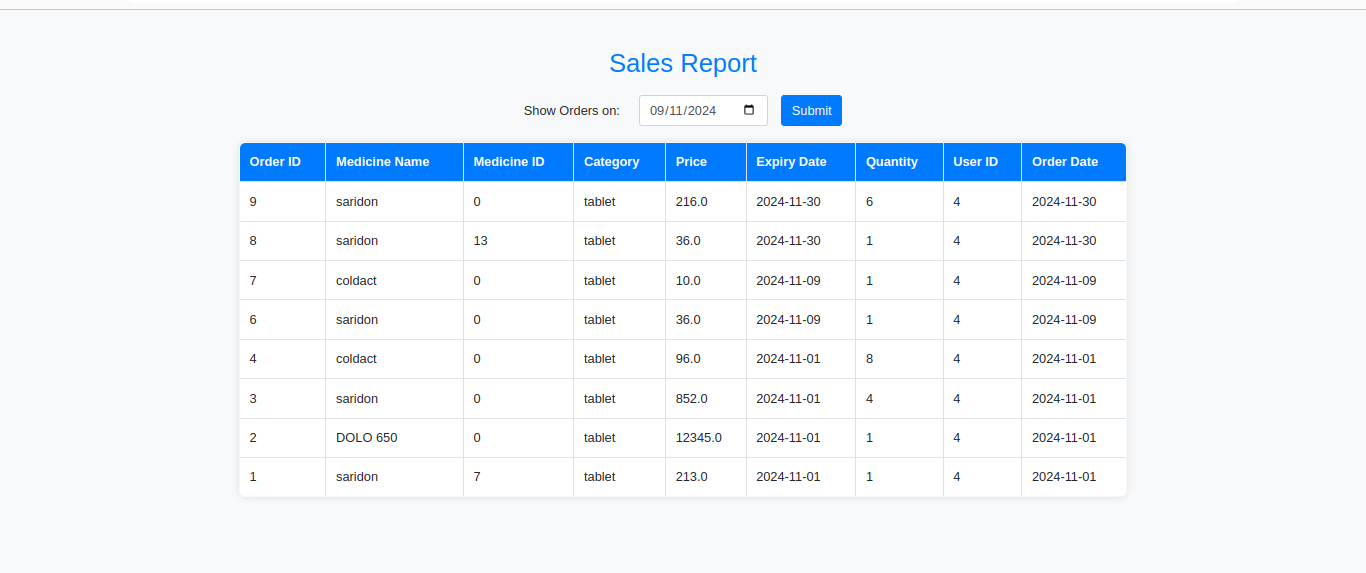 Sales Report
Show Orders on: 09/11/2024 Submit
Order ID Medicine Name Medicine ID Category Price Expiry Date Quantity User ID Order Date
9 saridon 0 tablet 216.0 2024-11-30 6 4 2024-11-30
8 saridon 13 tablet 36.0 2024-11-30 1 4 2024-11-30
7 coldact 0 tablet 10.0 2024-11-09 1 4 2024-11-09
6 saridon 0 tablet 36.0 2024-11-09 1 4 2024-11-09
4 coldact 0 tablet 96.0 2024-11-01 8 4 2024-11-01
3 saridon 0 tablet 852.0 2024-11-01 4 4 2024-11-01
2 DOLO 650 0 tablet 12345.0 2024-11-01 1 4 2024-11-01
1 saridon 7 tablet 213.0 2024-11-01 1 4 2024-11-01